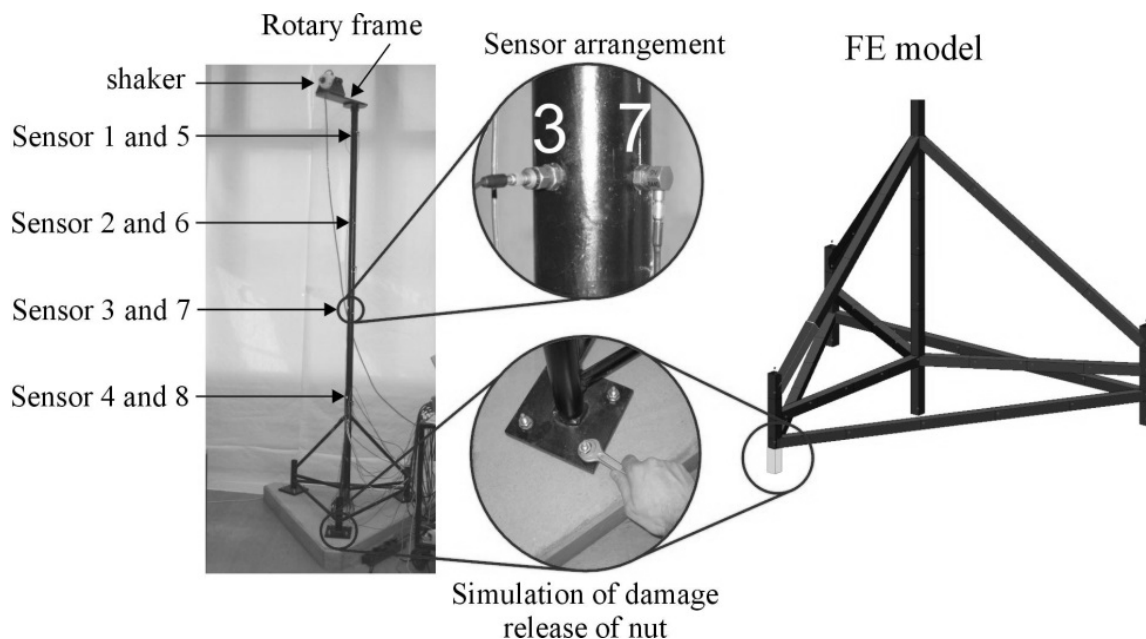 Rotary frame
shaker
Sensor 1 and 5
Sensor 2 and 6
Sensor 3 and 7
Sensor 4 and 8
Sensor arrangement
3 7
FE model
Simulation of damage
release of nut